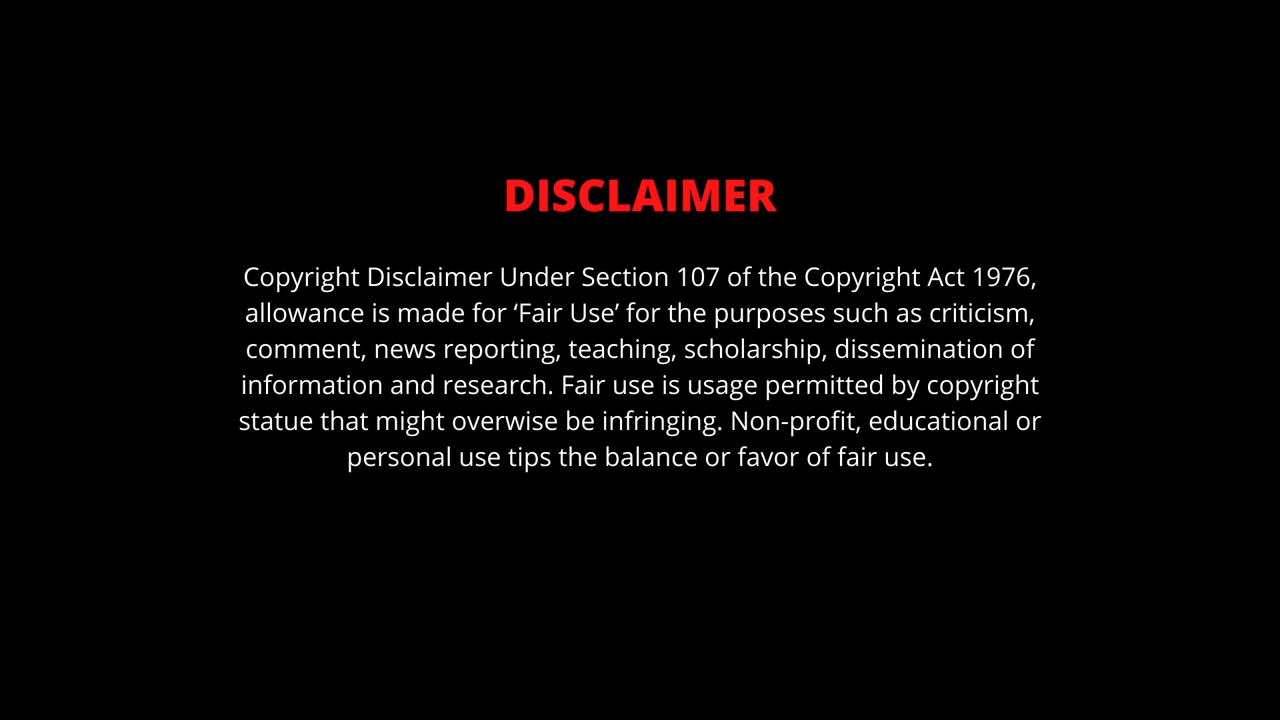 DISCLAIMER
Copyright Disclaimer Under Section 107 of the Copyright Act 1976,
allowance is made for ‘Fair Use’ for the purposes such as criticism,
comment, news reporting, teaching, scholarship, dissemination of
information and research. Fair use is usage permitted by copyright
statue that might overwise be infringing. Non-profit, educational or
personal use tips the balance or favor of fair use.